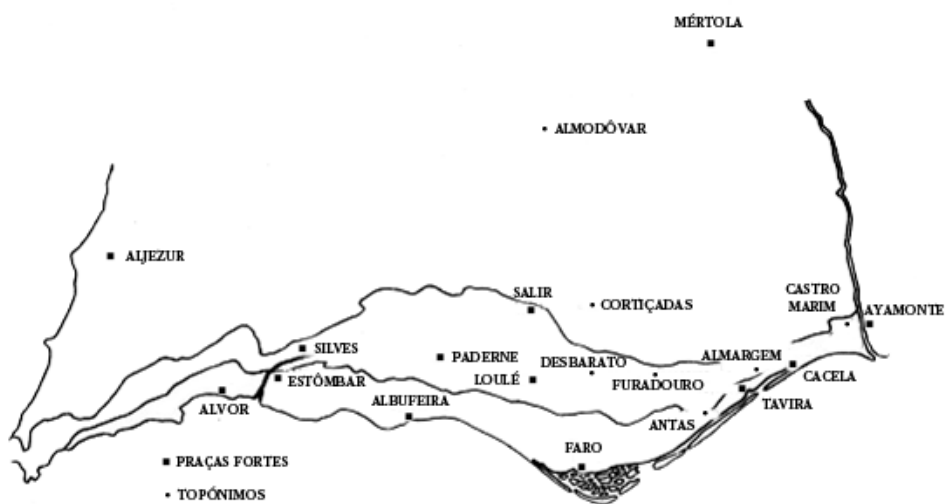 MÉRTOLA
ALMODÔVAR
ALJEZUR
SALIR
CORTIÇADAS
CASTRO
MARIM
AYAMONTE
SILVES
PADERNE
DESBARATO
ALMARGEM
ESTÔMBAR
LOULÉ
FURADOURO
CACELA
ALVOR
ALBUFEIRA
TAVIRA
ANTAS
FARO
PRAÇAS FORTES
TOPÓNIMOS